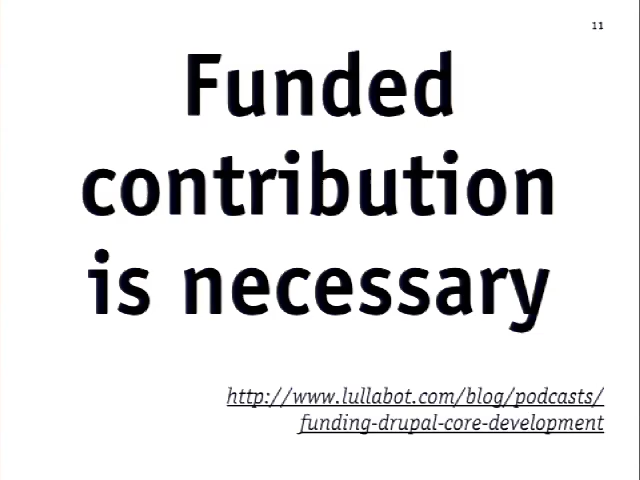 11
Funded
contribution
is necessary
http://www.lullabot.com/blog/podcasts/
funding-drupal-core-development